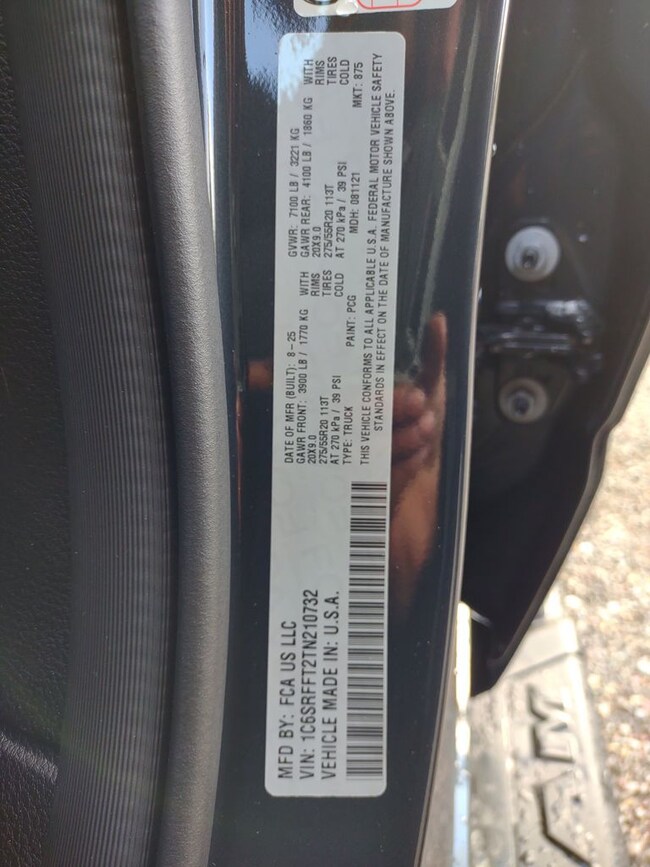 MFD BY: FCA US LLC
VIN: 1C6SRFFT2TN210732
VEHICLE MADE IN: U.S.A.
DATE OF MFR (BUILT): 8-25
GAWR FRONT: 3900 LB / 1770 KG WITH
20X9.0 RIMS
275/55R20 113T TIRES
AT 270 kPa / 39 PSI COLD
TYPE: TRUCK PAINT: PCG
GVWR: 7100 LB / 3221 KG
GAWR REAR: 4100 LB / 1860 KG WITH
20X9.0 RIMS
275/55R20 113T TIRES
AT 270 kPa / 39 PSI COLD
MDH: 081121 MKT: 875
THIS VEHICLE CONFORMS TO ALL APPLICABLE U.S.A. FEDERAL MOTOR VEHICLE SAFETY
STANDARDS IN EFFECT ON THE DATE OF MANUFACTURE SHOWN ABOVE.